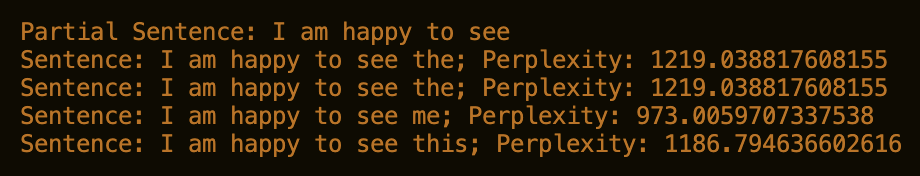 Partial Sentence: I am happy to see
Sentence: I am happy to see the; Perplexity: 1219.038817608155
Sentence: I am happy to see the; Perplexity: 1219.038817608155
Sentence: I am happy to see me; Perplexity: 973.0059707337538
Sentence: I am happy to see this; Perplexity: 1186.794636602616